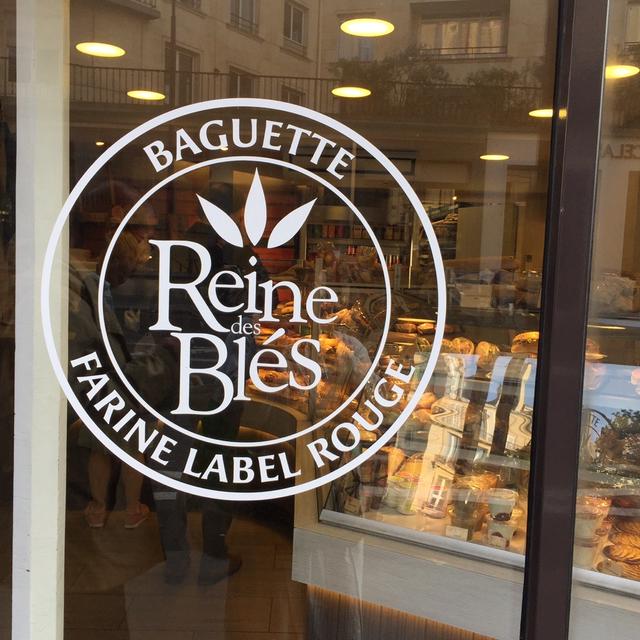 BAGUETTE
Reine
des
Blés
FARINE LABEL ROUGE